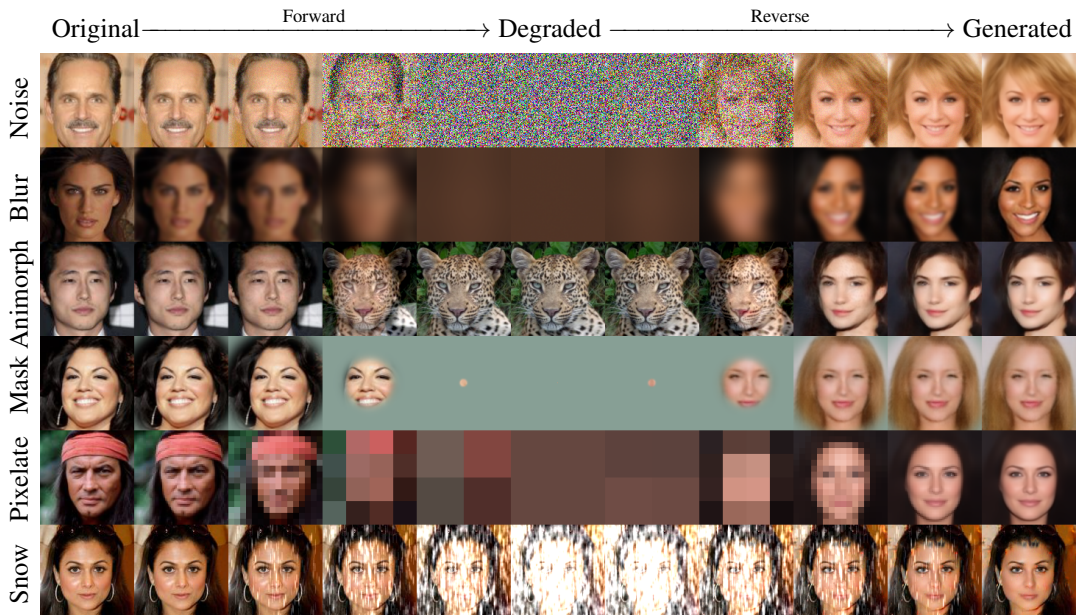 Original Forward Degraded Reverse Generated
Noise
Blur
Animorph
Mask
Pixelate
Snow